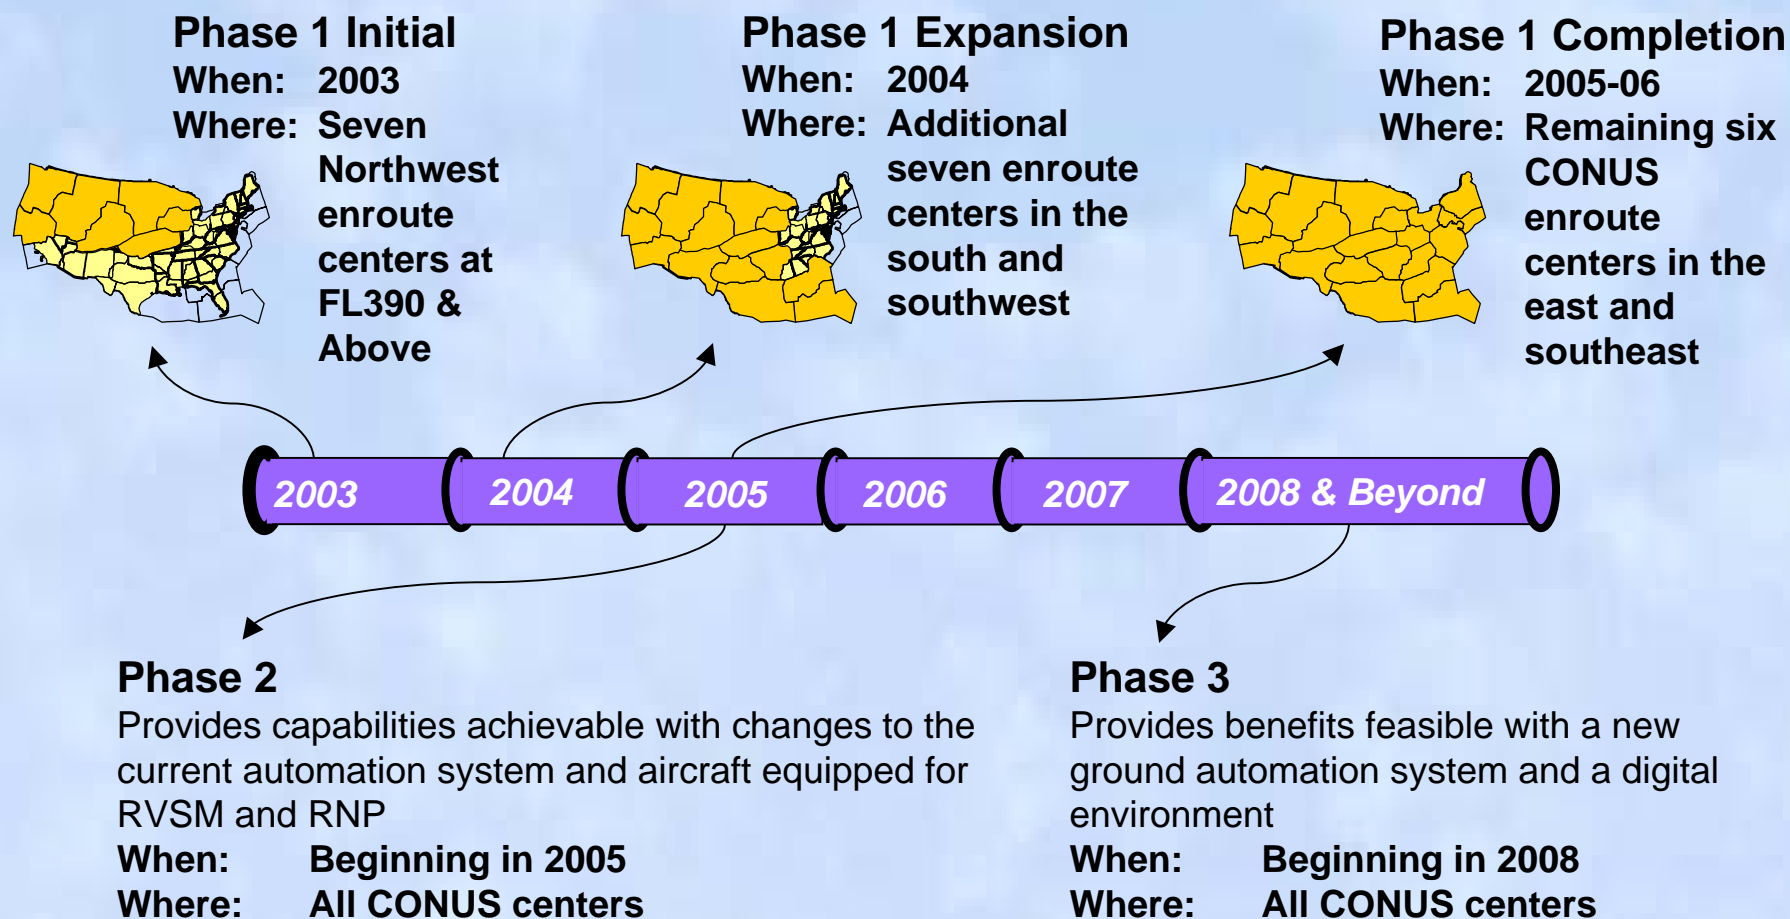 Phase 1 Initial
When: 2003
Where: Seven
Northwest
enroute
centers at
FL390 &
Above
Phase 1 Expansion
When: 2004
Where: Additional
seven enroute
centers in the
south and
southwest
Phase 1 Completion
When: 2005-06
Where: Remaining six
CONUS
enroute
centers in the
east and
southeast
2003
2004
2005
2006
2007
2008 & Beyond
Phase 2
Provides capabilities achievable with changes to the
current automation system and aircraft equipped for
RVSM and RNP
When: Beginning in 2005
Where: All CONUS centers
Phase 3
Provides benefits feasible with a new
ground automation system and a digital
environment
When: Beginning in 2008
Where: All CONUS centers